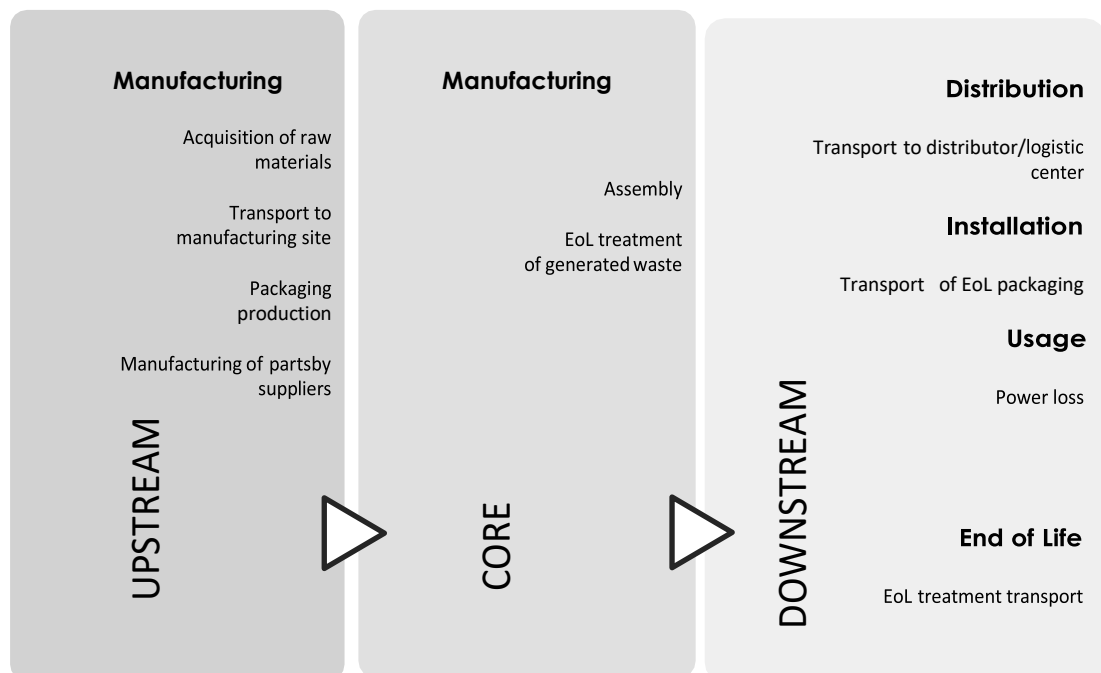 Manufacturing
Acquisition of raw
materials
Transport to
manufacturing site
Packaging
production
Manufacturing of partsby
suppliers
UPSTREAM
Manufacturing
Assembly
EoL treatment
of generated waste
CORE
Distribution
Transport to distributor/logistic
center
Installation
Transport of EoL packaging
Usage
Power loss
DOWNSTREAM
End of Life
EoL treatment transport